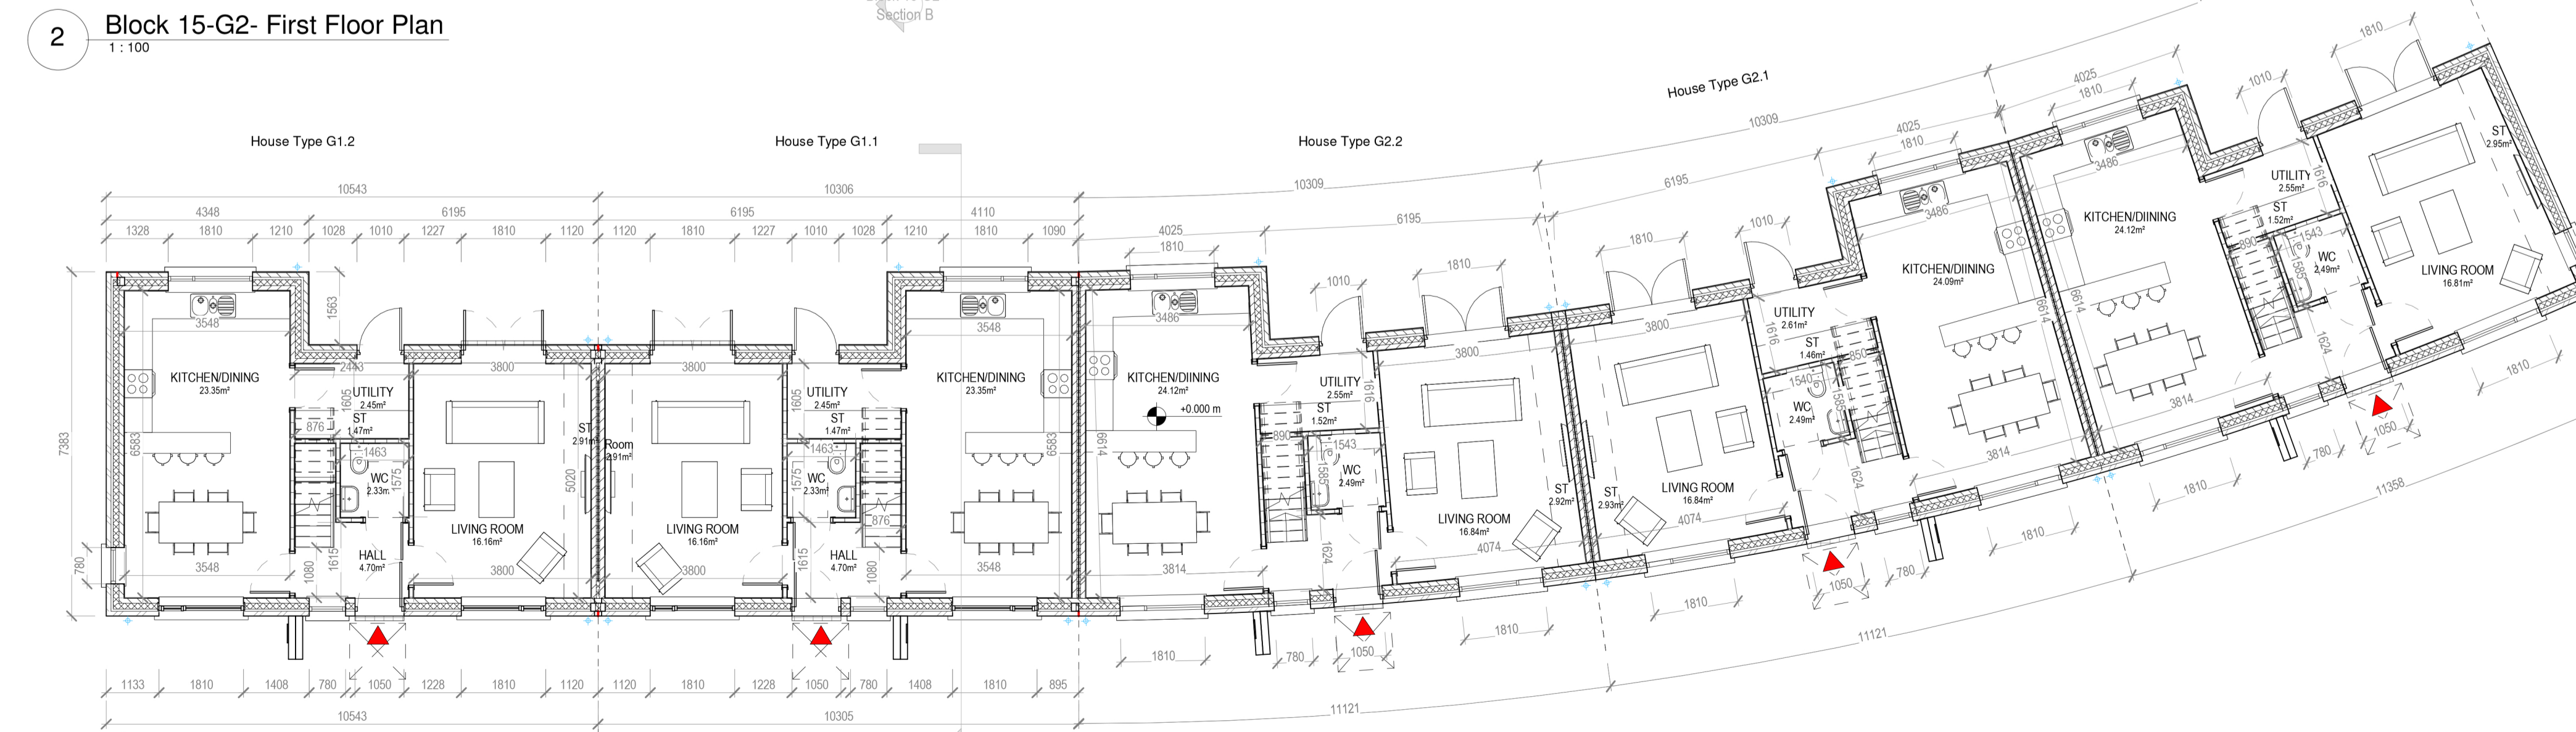 Section B
2
Block 15-G2- First Floor Plan
1 : 100
House Type G1.2
House Type G1.1
House Type G2.2
House Type G2.1
10543
10306
10309
10309
4348
6195
6195
4110
4025
6195
6195
4025
4025
1328
1810
1210
1028
1010
1227
1810
1120
1120
1810
1227
1010
1028
1210
1810
1090
1810
1010
1810
1810
1010
1810
1810
1010
1810
7383
780
1563
3548
KITCHEN/DINING
23.35m²
6583
3548
2443
UTILITY
2.45m²
1605
ST
1.47m²
876
1463
WC
2.33m
1575
HALL
4.70m²
1615
1080
3800
LIVING ROOM
16.16m²
3800
5020
ST
2.91m²
Room
2.91m²
3800
LIVING ROOM
16.16m²
3800
UTILITY
2.45m²
1605
ST
1.47m²
1463
WC
2.33m²
1575
876
HALL
4.70m²
1615
1080
3548
KITCHEN/DINING
23.35m²
6583
3548
3486
KITCHEN/DIINING
24.12m²
+0.000 m
6614
3814
UTILITY
2.55m²
1616
ST
1.52m²
890
1543
WC
2.49m²
1585
1624
3800
LIVING ROOM
16.84m²
4074
ST
2.92m²
ST
2.93m²
3800
LIVING ROOM
16.84m²
4074
UTILITY
2.61m²
1616
ST
1.46m²
850
1540
WC
2.49m²
1585
1624
3486
KITCHEN/DIINING
24.09m²
6614
3814
3486
KITCHEN/DIINING
24.12m²
6614
3814
UTILITY
2.55m²
1616
ST
1.52m²
890
1543
WC
2.49m²
1585
1624
ST
2.95m²
LIVING ROOM
16.81m²
1133
1810
1408
780
1050
1228
1810
1120
1120
1810
1228
1050
780
1408
1810
895
1810
780
1050
1810
1810
1050
780
1810
1810
780
1050
1810
10543
10305
11121
11121
11358